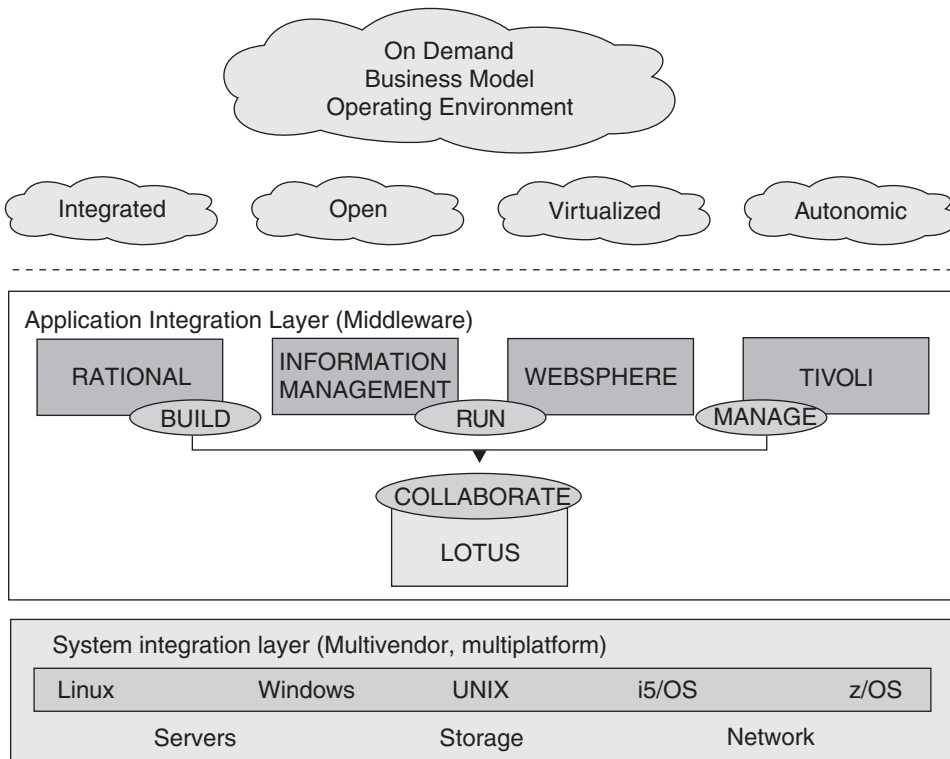 On Demand
Business Model
Operating Environment
Integrated
Open
Virtualized
Autonomic
Application Integration Layer (Middleware)
RATIONAL
INFORMATION
MANAGEMENT
WEBSPHERE
TIVOLI
BUILD
RUN
MANAGE
COLLABORATE
LOTUS
System integration layer (Multivendor, multiplatform)
Linux
Windows
UNIX
i5/OS
z/OS
Servers
Storage
Network